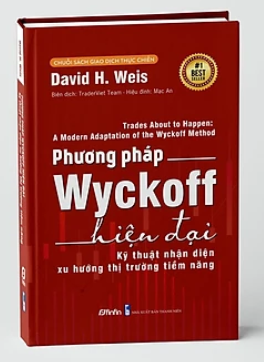 CHUỖI SÁCH GIAO DỊCH THỰC CHIẾN
David H. Weis
Biên dịch: TraderViet Team - Hiệu đính: Mạc An
#1
BEST
SELLER
Trades About to Happen:
A Modern Adaptation of the Wyckoff Method
Phương pháp
Wyckoff
hiện đại
Kỹ thuật nhận diện
xu hướng thị trường tiềm năng
NHÀ XUẤT BẢN THANH NIÊN